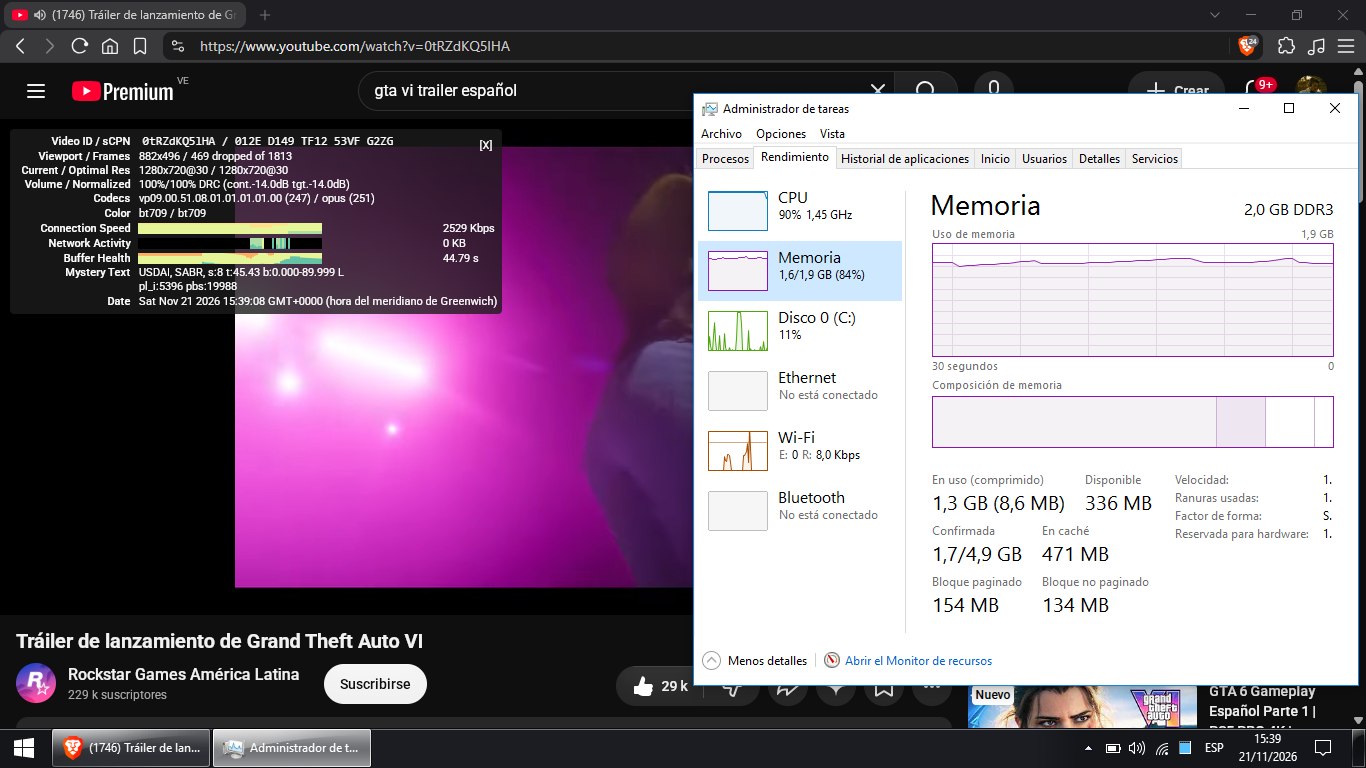 (1746) Tráiler de lanzamiento de Gr
https://www.youtube.com/watch?v=0tRZdKQ5IHA
24
Premium
VE
gta vi trailer español
Crear
9+
Video ID / sCPN 0tRZdKQ51HA / 012E D149 TF12 53VF G2ZG
[X]
Viewport / Frames 882x496 / 469 dropped of 1813
Current / Optimal Res 1280x720@30 / 1280x720@30
Volume / Normalized 100%/100% DRC (cont.-14.0dB tgt.-14.0dB)
Codecs vp09.00.51.08.01.01.01.01.00 (247) / opus (251)
Color bt709 / bt709
Connection Speed 2529 Kbps
Network Activity 0 KB
Buffer Health 44.79 s
Mystery Text USDAI, SABR, s:8 t:45.43 b:0.000-89.999 L
pl_i:5396 pbs:19988
Date Sat Nov 21 2026 15:39:08 GMT+0000 (hora del meridiano de Greenwich)
Tráiler de lanzamiento de Grand Theft Auto VI
Rockstar Games América Latina
229 k suscriptores
Suscribirse
29 k
Administrador de tareas
Archivo Opciones Vista
Procesos Rendimiento Historial de aplicaciones Inicio Usuarios Detalles Servicios
CPU
90% 1,45 GHz
Memoria
1,6/1,9 GB (84%)
Disco 0 (C:)
11%
Ethernet
No está conectado
Wi-Fi
E: 0 R: 8,0 Kbps
Bluetooth
No está conectado
Memoria
2,0 GB DDR3
Uso de memoria
1,9 GB
30 segundos
0
Composición de memoria
En uso (comprimido)
1,3 GB (8,6 MB)
Disponible
336 MB
Confirmada
1,7/4,9 GB
En caché
471 MB
Bloque paginado
154 MB
Bloque no paginado
134 MB
Velocidad: 1.
Ranuras usadas: 1.
Factor de forma: S.
Reservada para hardware: 1.
Menos detalles
Abrir el Monitor de recursos
Nuevo
grand
theft
auto
GTA 6 Gameplay
Español Parte 1 |
(1746) Tráiler de lan...
Administrador de t...
ESP
15:39
21/11/2026